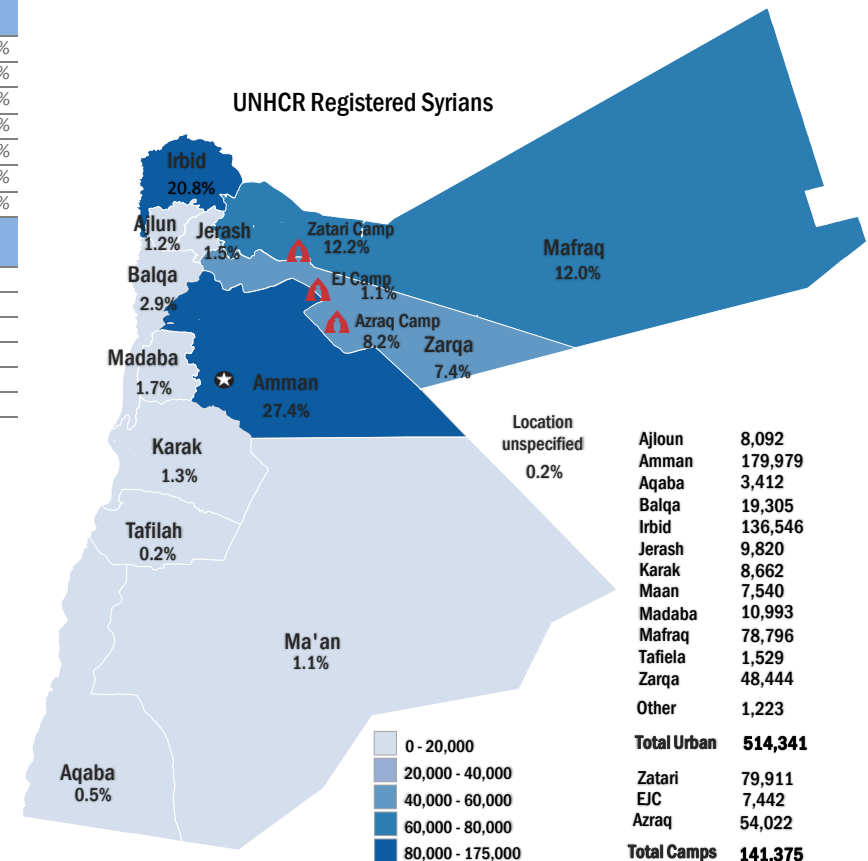 %
%
%
%
%
%
%
UNHCR Registered Syrians
Irbid
20.8%
Ajlun
1.2%
Jerash
1.5%
Zatari Camp
12.2%
Mafraq
12.0%
Balqa
2.9%
EJ Camp
1.1%
Azraq Camp
8.2%
Zarqa
7.4%
Madaba
1.7%
Amman
27.4%
Karak
1.3%
Location
unspecified
0.2%
Tafilah
0.2%
Ma'an
1.1%
Aqaba
0.5%
0 - 20,000
20,000 - 40,000
40,000 - 60,000
60,000 - 80,000
80,000 - 175,000
Ajloun 8,092
Amman 179,979
Aqaba 3,412
Balqa 19,305
Irbid 136,546
Jerash 9,820
Karak 8,662
Maan 7,540
Madaba 10,993
Mafraq 78,796
Tafiela 1,529
Zarqa 48,444
Other 1,223
Total Urban 514,341
Zatari 79,911
EJC 7,442
Azraq 54,022
Total Camps 141,375